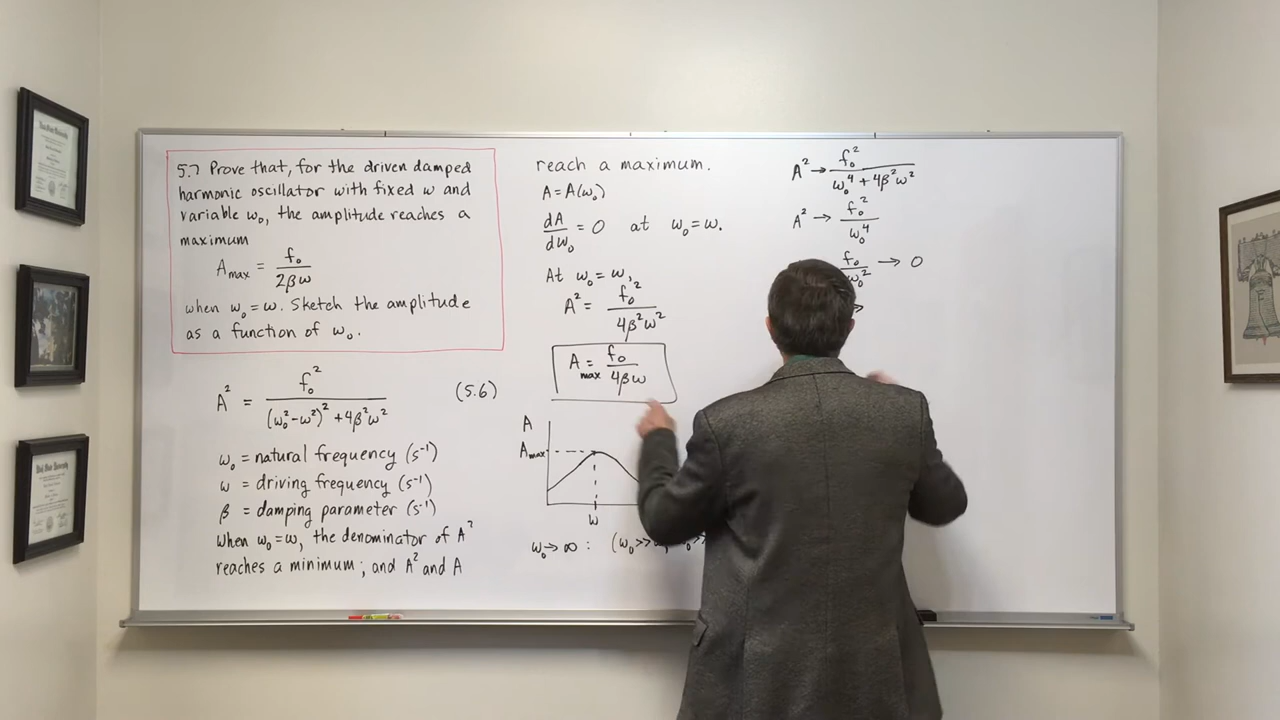 5.7 Prove that, for the driven damped
harmonic oscillator with fixed ω and
variable ω₀, the amplitude reaches a
maximum
A_max = f₀ / 2βω
when ω₀ = ω. Sketch the amplitude
as a function of ω₀.
A² = f₀² / (ω₀² - ω²)² + 4β²ω² (5.6)
ω₀ = natural frequency (s⁻¹)
ω = driving frequency (s⁻¹)
β = damping parameter (s⁻¹)
When ω₀ = ω, the denominator of A²
reaches a minimum; and A² and A
reach a maximum.
A = A(ω₀)
dA / dω₀ = 0 at ω₀ = ω.
At ω₀ = ω,
A² = f₀² / 4β²ω²
A_max = f₀ / 4βω
A
A_max
ω
ω₀ → ∞ : (ω₀ >>
A² → f₀² / ω₀⁴ + 4β²ω²
A² → f₀² / ω₀⁴
f₀ / ω₀² → 0